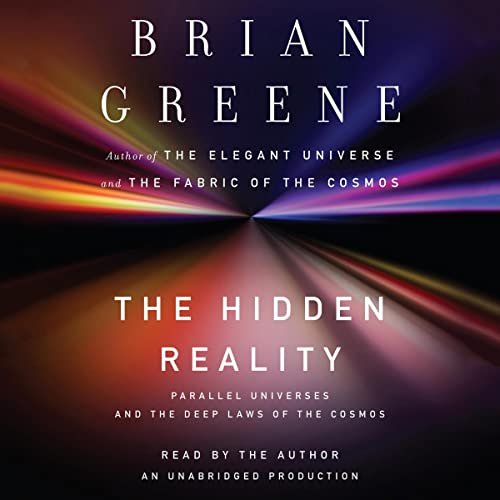 BRIAN
GREENE
Author of THE ELEGANT UNIVERSE
and THE FABRIC OF THE COSMOS
THE HIDDEN
REALITY
PARALLEL UNIVERSES
AND THE DEEP LAWS OF THE COSMOS
READ BY THE AUTHOR
AN UNABRIDGED PRODUCTION